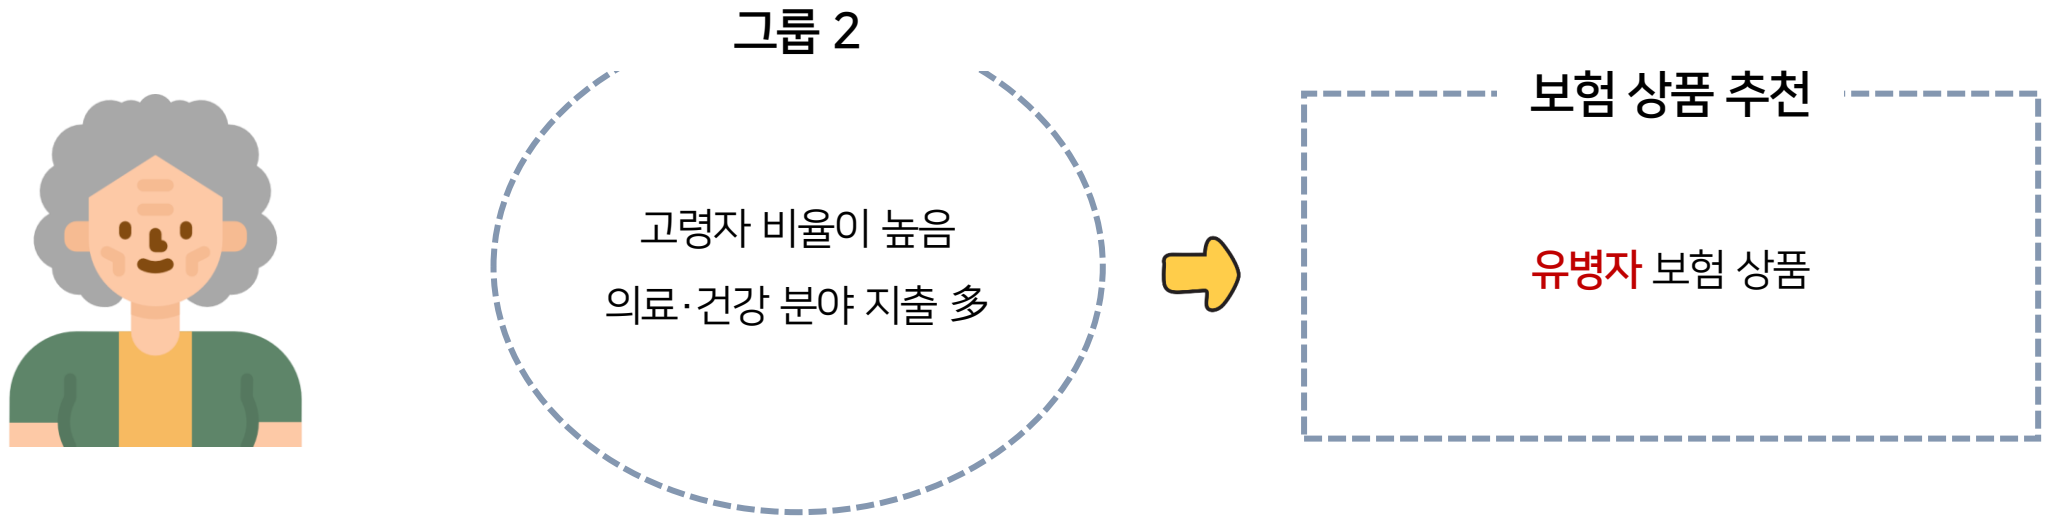 그룹 2
고령자 비율이 높음
의료·건강 분야 지출 多
보험 상품 추천
유병자 보험 상품